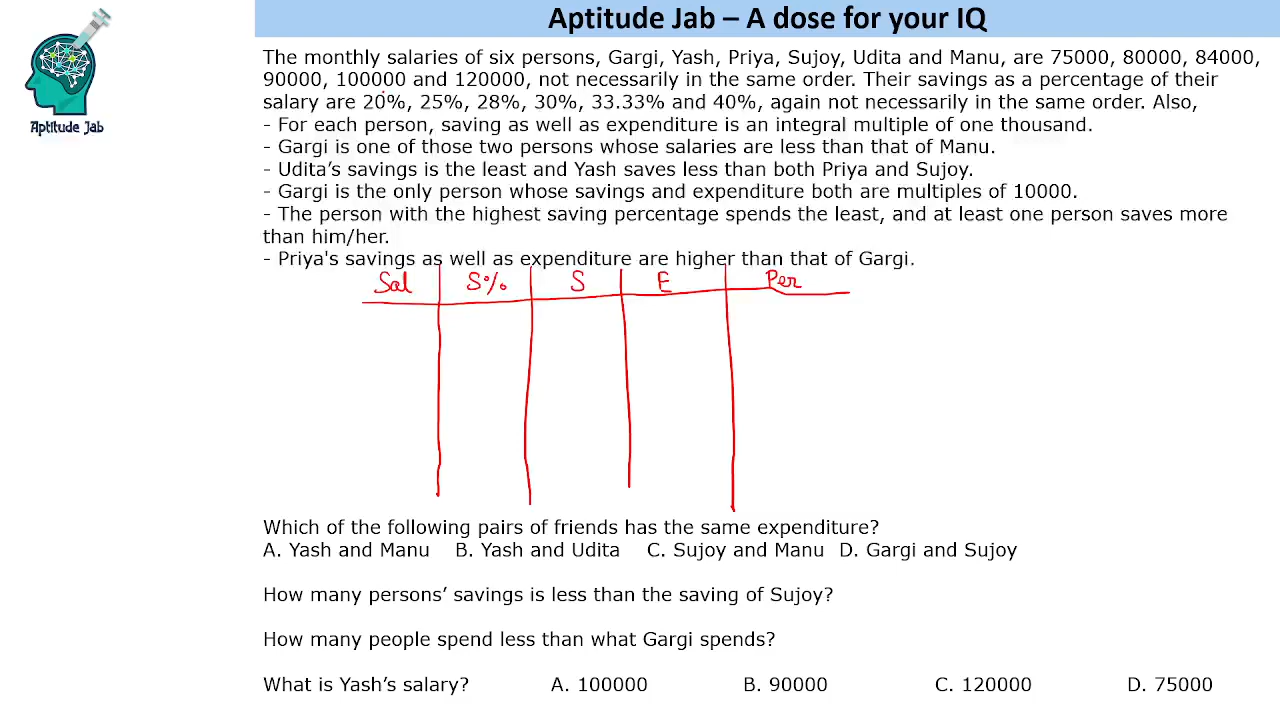 Aptitude Jab – A dose for your IQ
Aptitude Jab
The monthly salaries of six persons, Gargi, Yash, Priya, Sujoy, Udita and Manu, are 75000, 80000, 84000,
90000, 100000 and 120000, not necessarily in the same order. Their savings as a percentage of their
salary are 20%, 25%, 28%, 30%, 33.33% and 40%, again not necessarily in the same order. Also,
- For each person, saving as well as expenditure is an integral multiple of one thousand.
- Gargi is one of those two persons whose salaries are less than that of Manu.
- Udita’s savings is the least and Yash saves less than both Priya and Sujoy.
- Gargi is the only person whose savings and expenditure both are multiples of 10000.
- The person with the highest saving percentage spends the least, and at least one person saves more
than him/her.
- Priya's savings as well as expenditure are higher than that of Gargi.
Sal S% S E Per
Which of the following pairs of friends has the same expenditure?
A. Yash and Manu B. Yash and Udita C. Sujoy and Manu D. Gargi and Sujoy
How many persons’ savings is less than the saving of Sujoy?
How many people spend less than what Gargi spends?
What is Yash’s salary? A. 100000 B. 90000 C. 120000 D. 75000